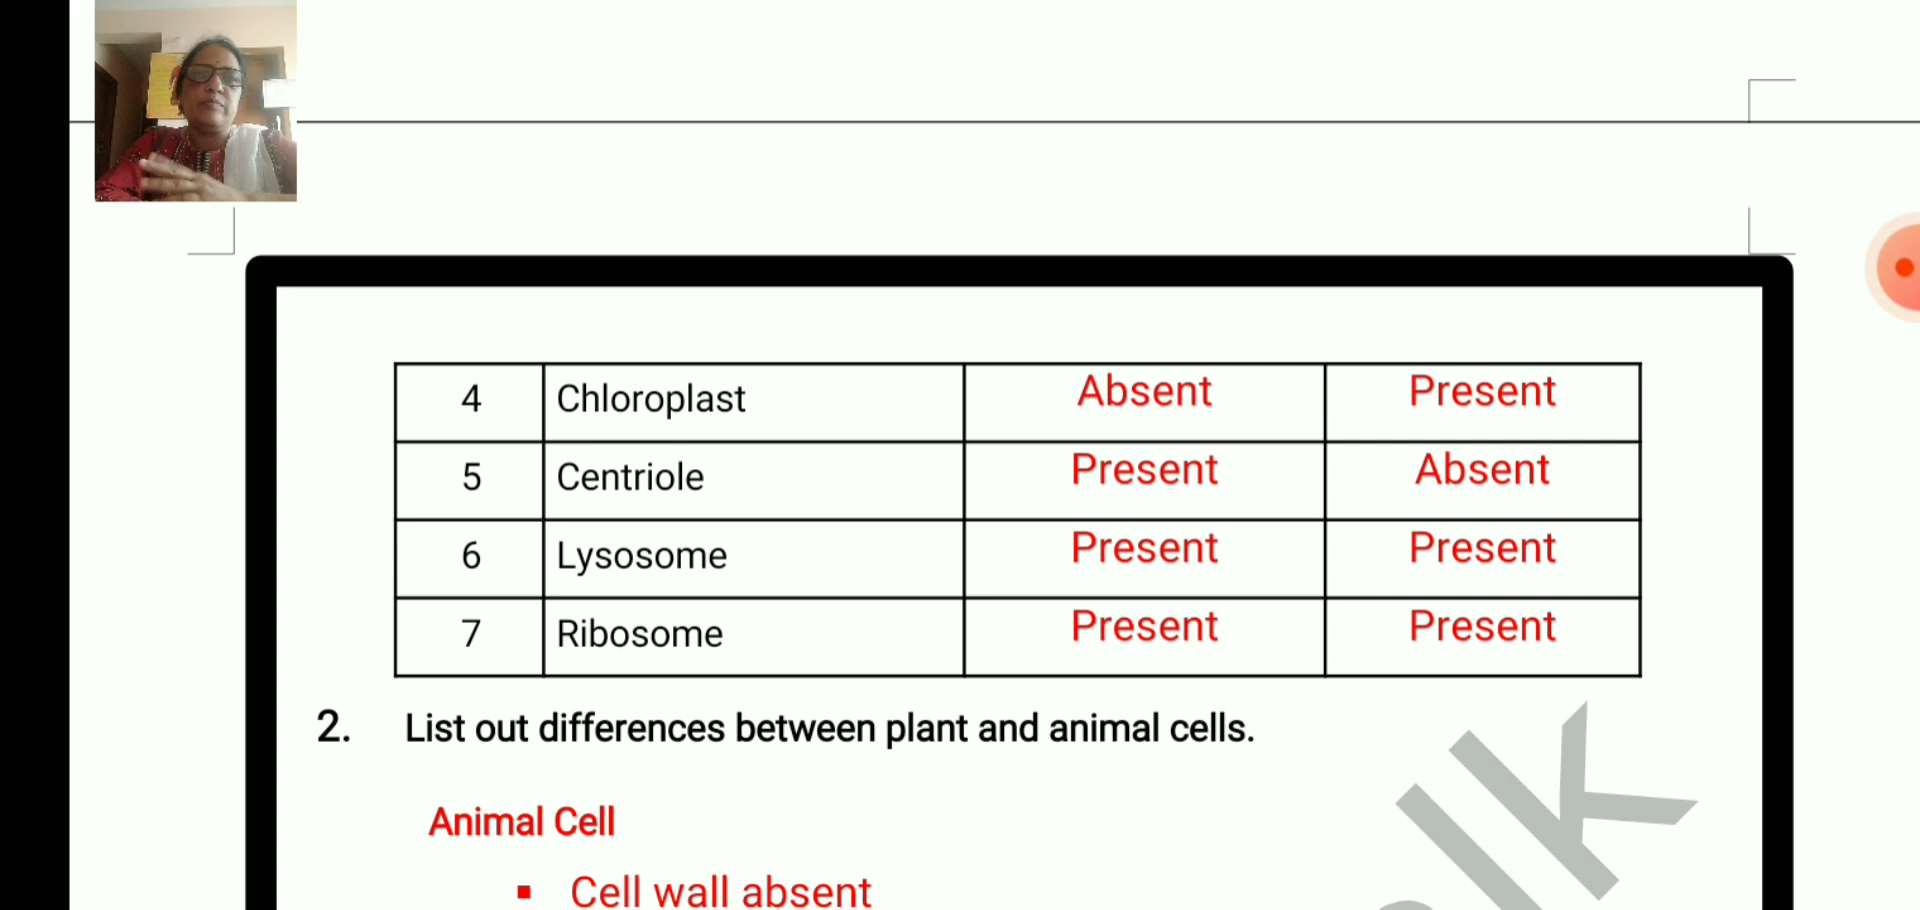 4 Chloroplast Absent Present
5 Centriole Present Absent
6 Lysosome Present Present
7 Ribosome Present Present
2. List out differences between plant and animal cells.
Animal Cell
▪ Cell wall absent
lk